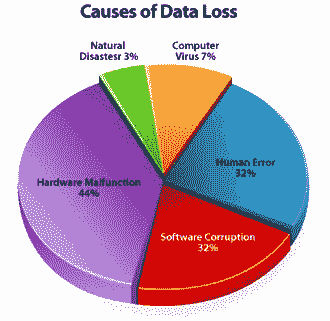 Causes of Data Loss
Natural
Disastesr 3%
Computer
Virus 7%
Human Error
32%
Hardware Malfunction
44%
Software Corruption
32%